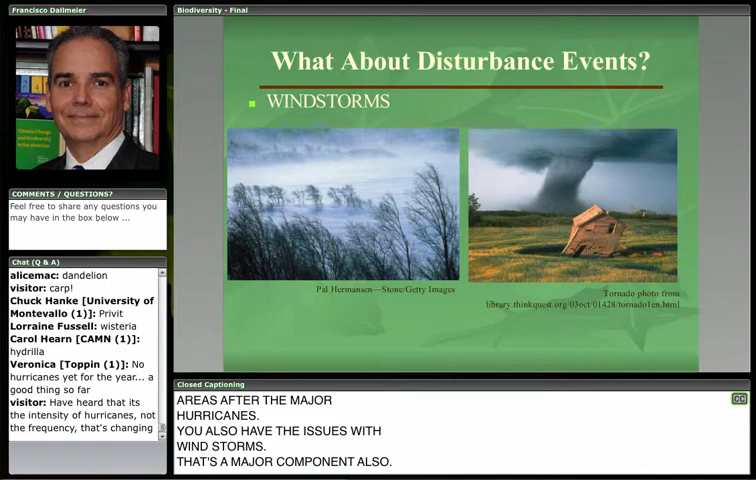 Francisco Dallmeier
COMMENTS / QUESTIONS?
Feel free to share any questions you
may have in the box below ...
Chat (Q & A)
alicemac: dandelion
visitor: carp!
Chuck Hanke [University of
Montevallo (1)]: Privit
Lorraine Fussell: wisteria
Carol Hearn [CAMN (1)]:
hydrilla
Veronica [Toppin (1)]: No
hurricanes yet for the year... a
good thing so far
visitor: Have heard that its
the intensity of hurricanes, not
the frequency, that's changing
Biodiversity - Final
What About Disturbance Events?
WINDSTORMS
Pal Hermansen—Stone/Getty Images
Tornado photo from
library.thinkquest.org/03oct/01428/tornado1en.html
Closed Captioning
CC
AREAS AFTER THE MAJOR
HURRICANES.
YOU ALSO HAVE THE ISSUES WITH
WIND STORMS.
THAT'S A MAJOR COMPONENT ALSO.